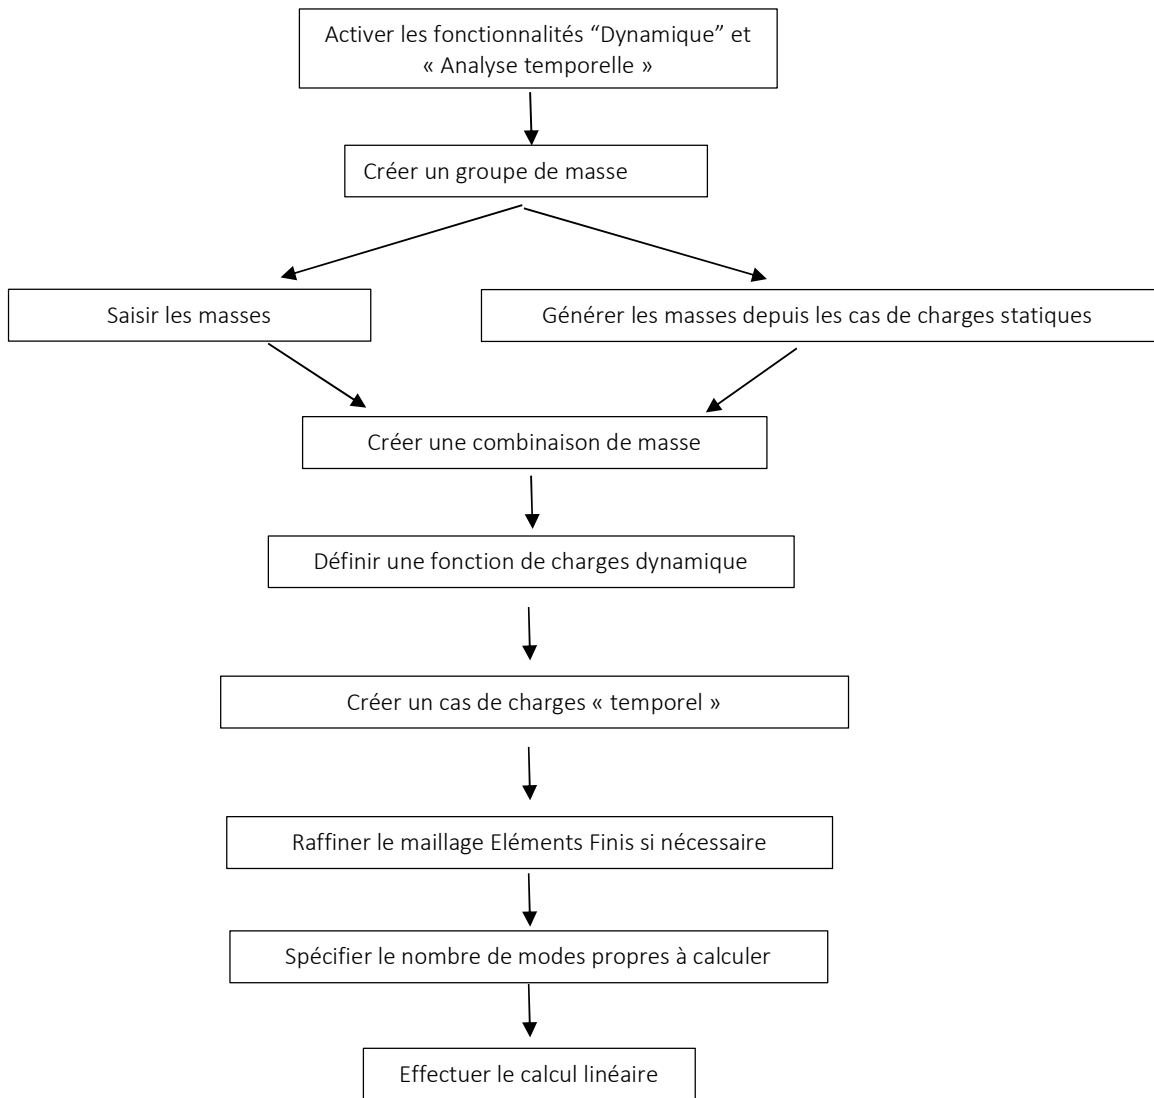 Activer les fonctionnalités “Dynamique” et
« Analyse temporelle »
Créer un groupe de masse
Saisir les masses
Générer les masses depuis les cas de charges statiques
Créer une combinaison de masse
Définir une fonction de charges dynamique
Créer un cas de charges « temporel »
Raffiner le maillage Eléments Finis si nécessaire
Spécifier le nombre de modes propres à calculer
Effectuer le calcul linéaire